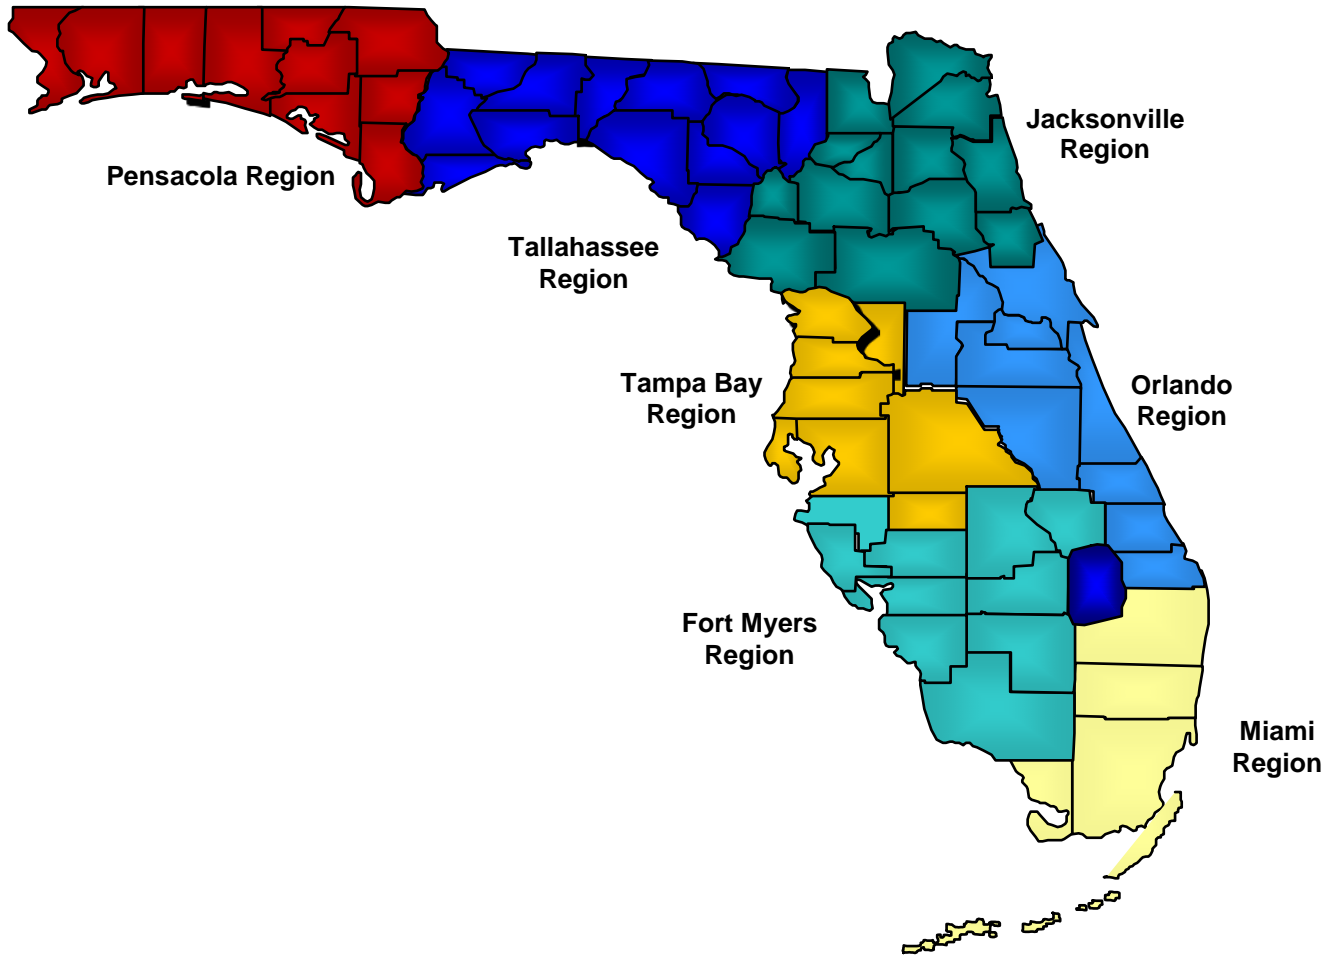 Jacksonville
Region
Pensacola Region
Tallahassee
Region
Tampa Bay
Region
Orlando
Region
Fort Myers
Region
Miami
Region